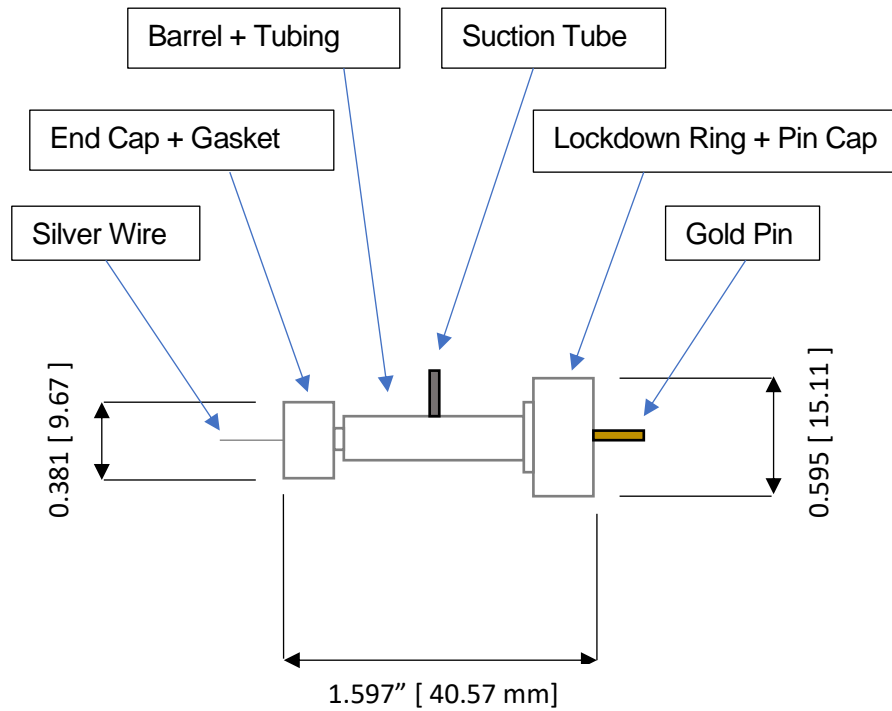 Barrel + Tubing
Suction Tube
End Cap + Gasket
Lockdown Ring + Pin Cap
Silver Wire
Gold Pin
0.381 [ 9.67 ]
0.595 [ 15.11 ]
1.597” [ 40.57 mm]